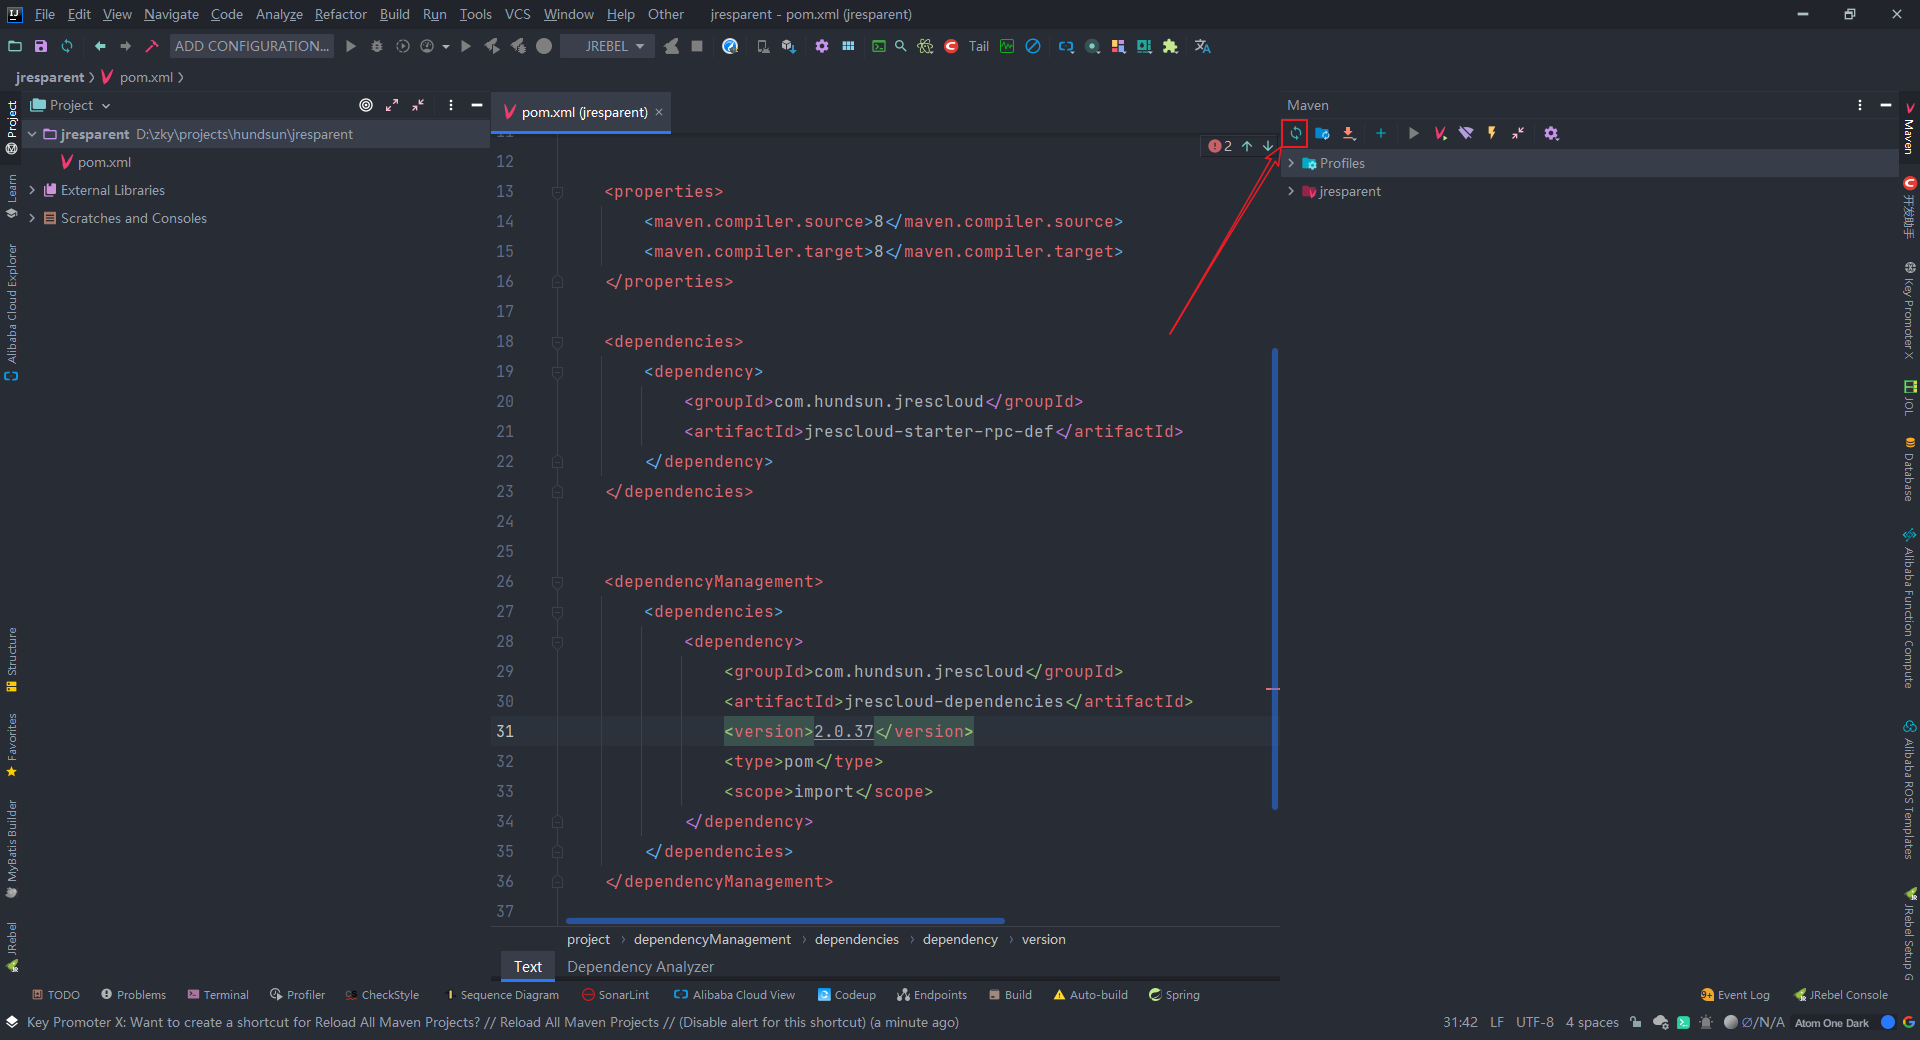 File Edit View Navigate Code Analyze Refactor Build Run Tools VCS Window Help Other jresparent - pom.xml (jresparent)
ADD CONFIGURATION... JREBEL Tail
jresparent pom.xml
Project
jresparent D:\zky\projects\hundsun\jresparent
pom.xml
External Libraries
Scratches and Consoles
pom.xml (jresparent)
2
11
12
13 <properties>
14 <maven.compiler.source>8</maven.compiler.source>
15 <maven.compiler.target>8</maven.compiler.target>
16 </properties>
17
18 <dependencies>
19 <dependency>
20 <groupId>com.hundsun.jrescloud</groupId>
21 <artifactId>jrescloud-starter-rpc-def</artifactId>
22 </dependency>
23 </dependencies>
24
25
26 <dependencyManagement>
27 <dependencies>
28 <dependency>
29 <groupId>com.hundsun.jrescloud</groupId>
30 <artifactId>jrescloud-dependencies</artifactId>
31 <version>2.0.37</version>
32 <type>pom</type>
33 <scope>import</scope>
34 </dependency>
35 </dependencies>
36 </dependencyManagement>
37
project dependencyManagement dependencies dependency version
Text Dependency Analyzer
Maven
Profiles
jresparent
Project
Learn
Alibaba Cloud Explorer
Structure
Favorites
MyBatis Builder
JRebel
Maven
开发助手
Key Promoter X
JOL
Database
Alibaba Function Compute
Alibaba ROS Templates
JRebel Setup G
TODO Problems Terminal Profiler CheckStyle Sequence Diagram SonarLint Alibaba Cloud View Codeup Endpoints Build Auto-build Spring 9+ Event Log JRebel Console
Key Promoter X: Want to create a shortcut for Reload All Maven Projects? // Reload All Maven Projects // (Disable alert for this shortcut) (a minute ago) 31:42 LF UTF-8 4 spaces Ø/N/A Atom One Dark